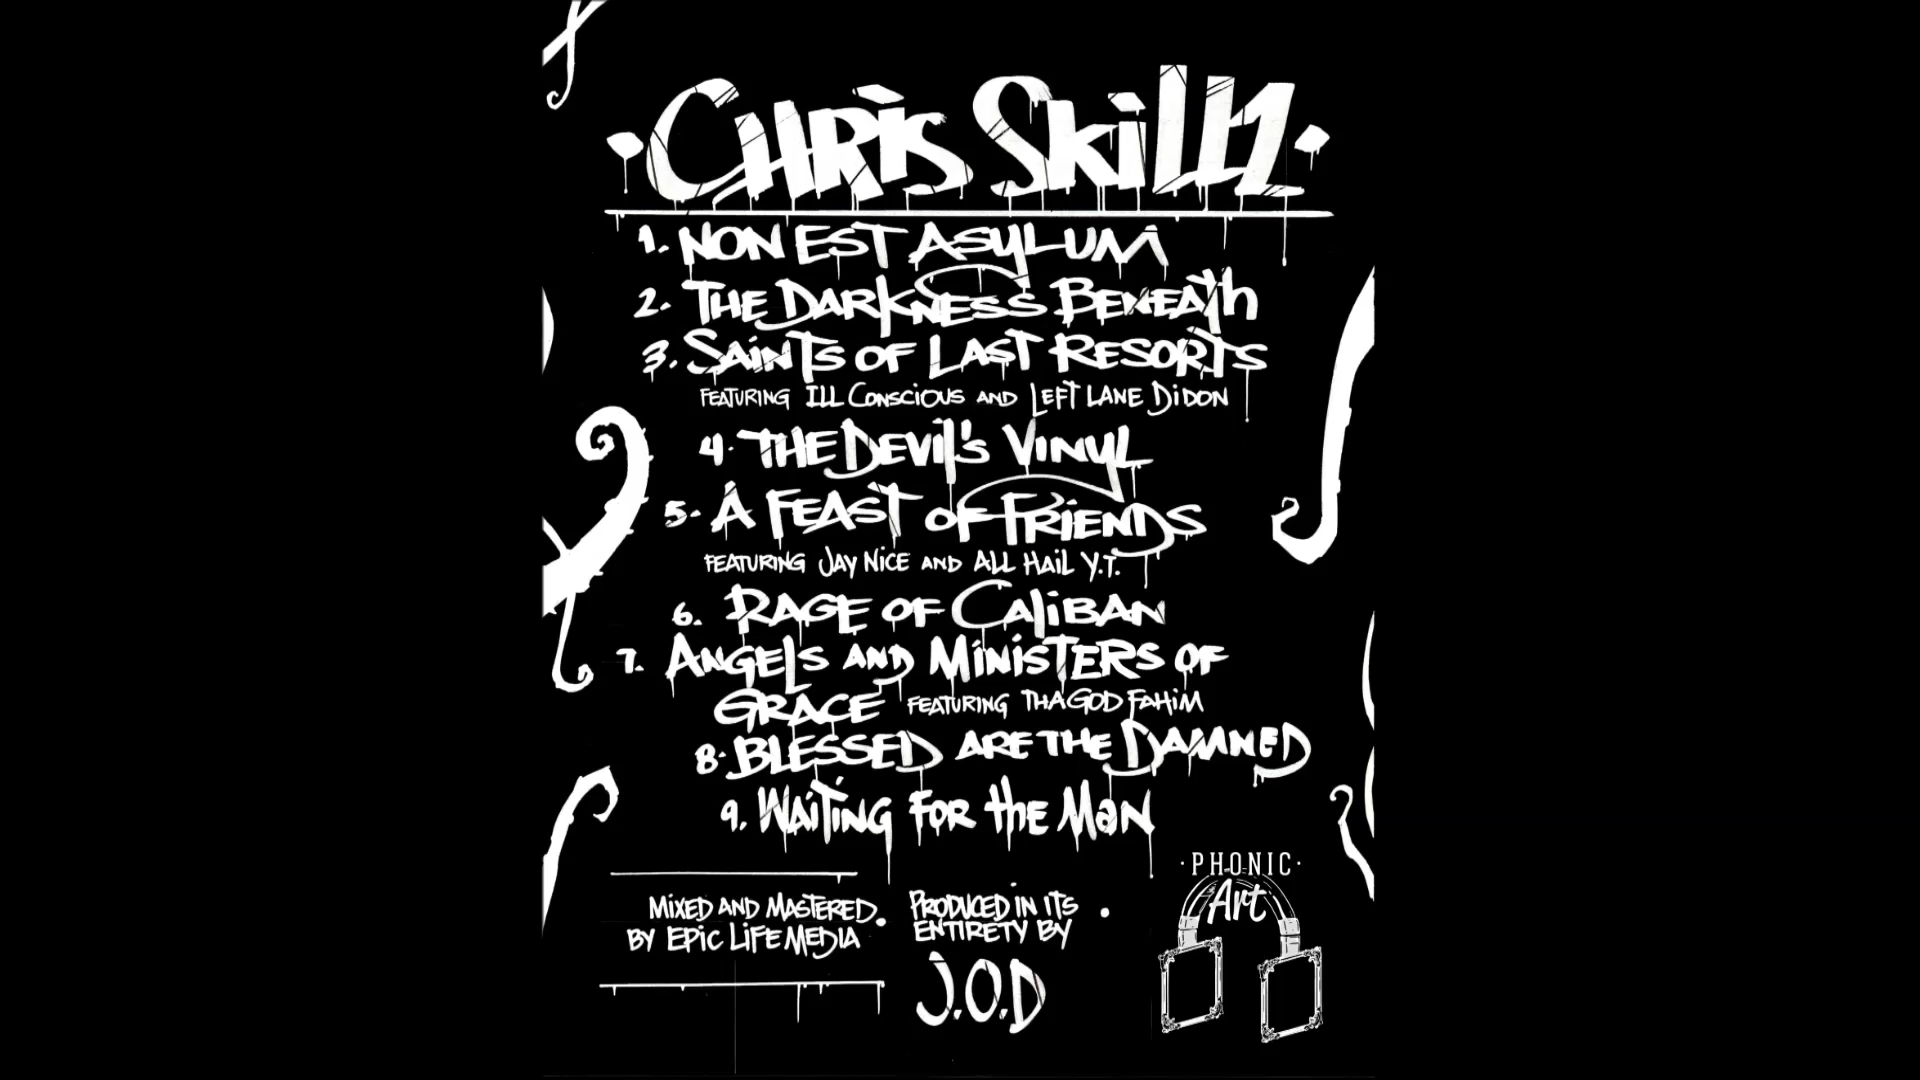 Chris Skillz
1. Non Est Asylum
2. The Darkness Beneath
3. Saints of Last Resorts
featuring Ill Conscious and Left Lane Didon
4. The Devil's Vinyl
5. A Feast of Friends
featuring Jay Nice and All Hail Y.T.
6. Rage of Caliban
7. Angels and Ministers of
Grace featuring Tha God Fahim
8. Blessed are the Damned
9. Waiting for the Man
Mixed and Mastered
by Epic Life Media
Produced in its
entirety by
J.O.D
PHONIC
Art